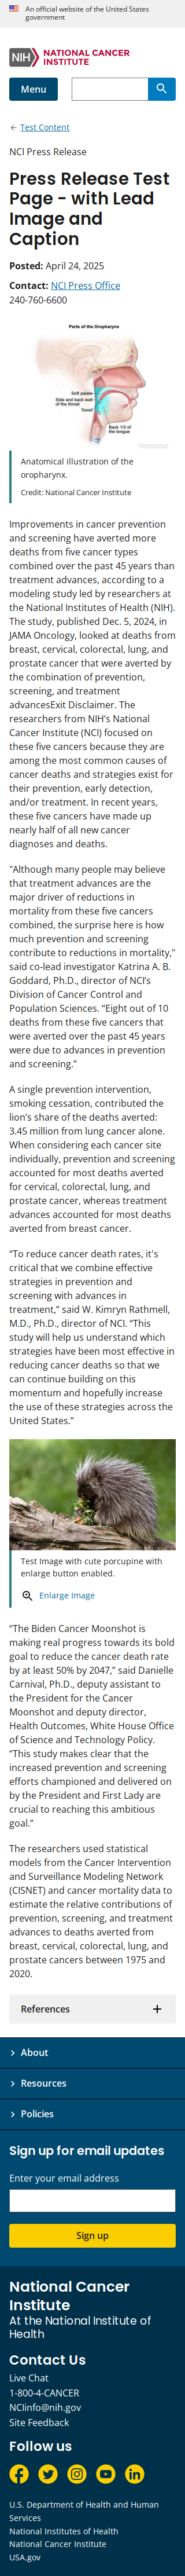 An official website of the United States
government
NIH NATIONAL CANCER
INSTITUTE
Menu
← Test Content
NCI Press Release
Press Release Test
Page - with Lead
Image and
Caption
Posted: April 24, 2025
Contact: NCI Press Office
240-760-6600
Parts of the Oropharynx
Soft palate
Side and back
wall of throat
Tonsil
Back 1/3 of
the tongue
Anatomical illustration of the
oropharynx.
Credit: National Cancer Institute
Improvements in cancer prevention
and screening have averted more
deaths from five cancer types
combined over the past 45 years than
treatment advances, according to a
modeling study led by researchers at
the National Institutes of Health (NIH).
The study, published Dec. 5, 2024, in
JAMA Oncology, looked at deaths from
breast, cervical, colorectal, lung, and
prostate cancer that were averted by
the combination of prevention,
screening, and treatment
advancesExit Disclaimer. The
researchers from NIH’s National
Cancer Institute (NCI) focused on
these five cancers because they are
among the most common causes of
cancer deaths and strategies exist for
their prevention, early detection,
and/or treatment. In recent years,
these five cancers have made up
nearly half of all new cancer
diagnoses and deaths.
"Although many people may believe
that treatment advances are the
major driver of reductions in
mortality from these five cancers
combined, the surprise here is how
much prevention and screening
contribute to reductions in mortality,"
said co-lead investigator Katrina A. B.
Goddard, Ph.D., director of NCI’s
Division of Cancer Control and
Population Sciences. “Eight out of 10
deaths from these five cancers that
were averted over the past 45 years
were due to advances in prevention
and screening.”
A single prevention intervention,
smoking cessation, contributed the
lion’s share of the deaths averted:
3.45 million from lung cancer alone.
When considering each cancer site
individually, prevention and screening
accounted for most deaths averted
for cervical, colorectal, lung, and
prostate cancer, whereas treatment
advances accounted for most deaths
averted from breast cancer.
“To reduce cancer death rates, it's
critical that we combine effective
strategies in prevention and
screening with advances in
treatment,” said W. Kimryn Rathmell,
M.D., Ph.D., director of NCI. “This
study will help us understand which
strategies have been most effective in
reducing cancer deaths so that we
can continue building on this
momentum and hopefully increase
the use of these strategies across the
United States.”
Test Image with cute porcupine with
enlarge button enabled.
Enlarge Image
“The Biden Cancer Moonshot is
making real progress towards its bold
goal to reduce the cancer death rate
by at least 50% by 2047,” said Danielle
Carnival, Ph.D., deputy assistant to
the President for the Cancer
Moonshot and deputy director,
Health Outcomes, White House Office
of Science and Technology Policy.
”This study makes clear that the
increased prevention and screening
efforts championed and delivered on
by the President and First Lady are
crucial to reaching this ambitious
goal.”
The researchers used statistical
models from the Cancer Intervention
and Surveillance Modeling Network
(CISNET) and cancer mortality data to
estimate the relative contributions of
prevention, screening, and treatment
advances to deaths averted from
breast, cervical, colorectal, lung, and
prostate cancers between 1975 and
2020.
References
About
Resources
Policies
Sign up for email updates
Enter your email address
Sign up
National Cancer
Institute
At the National Institute of
Health
Contact Us
Live Chat
1-800-4-CANCER
NCIinfo@nih.gov
Site Feedback
Follow us
U.S. Department of Health and Human
Services
National Institutes of Health
National Cancer Institute
USA.gov